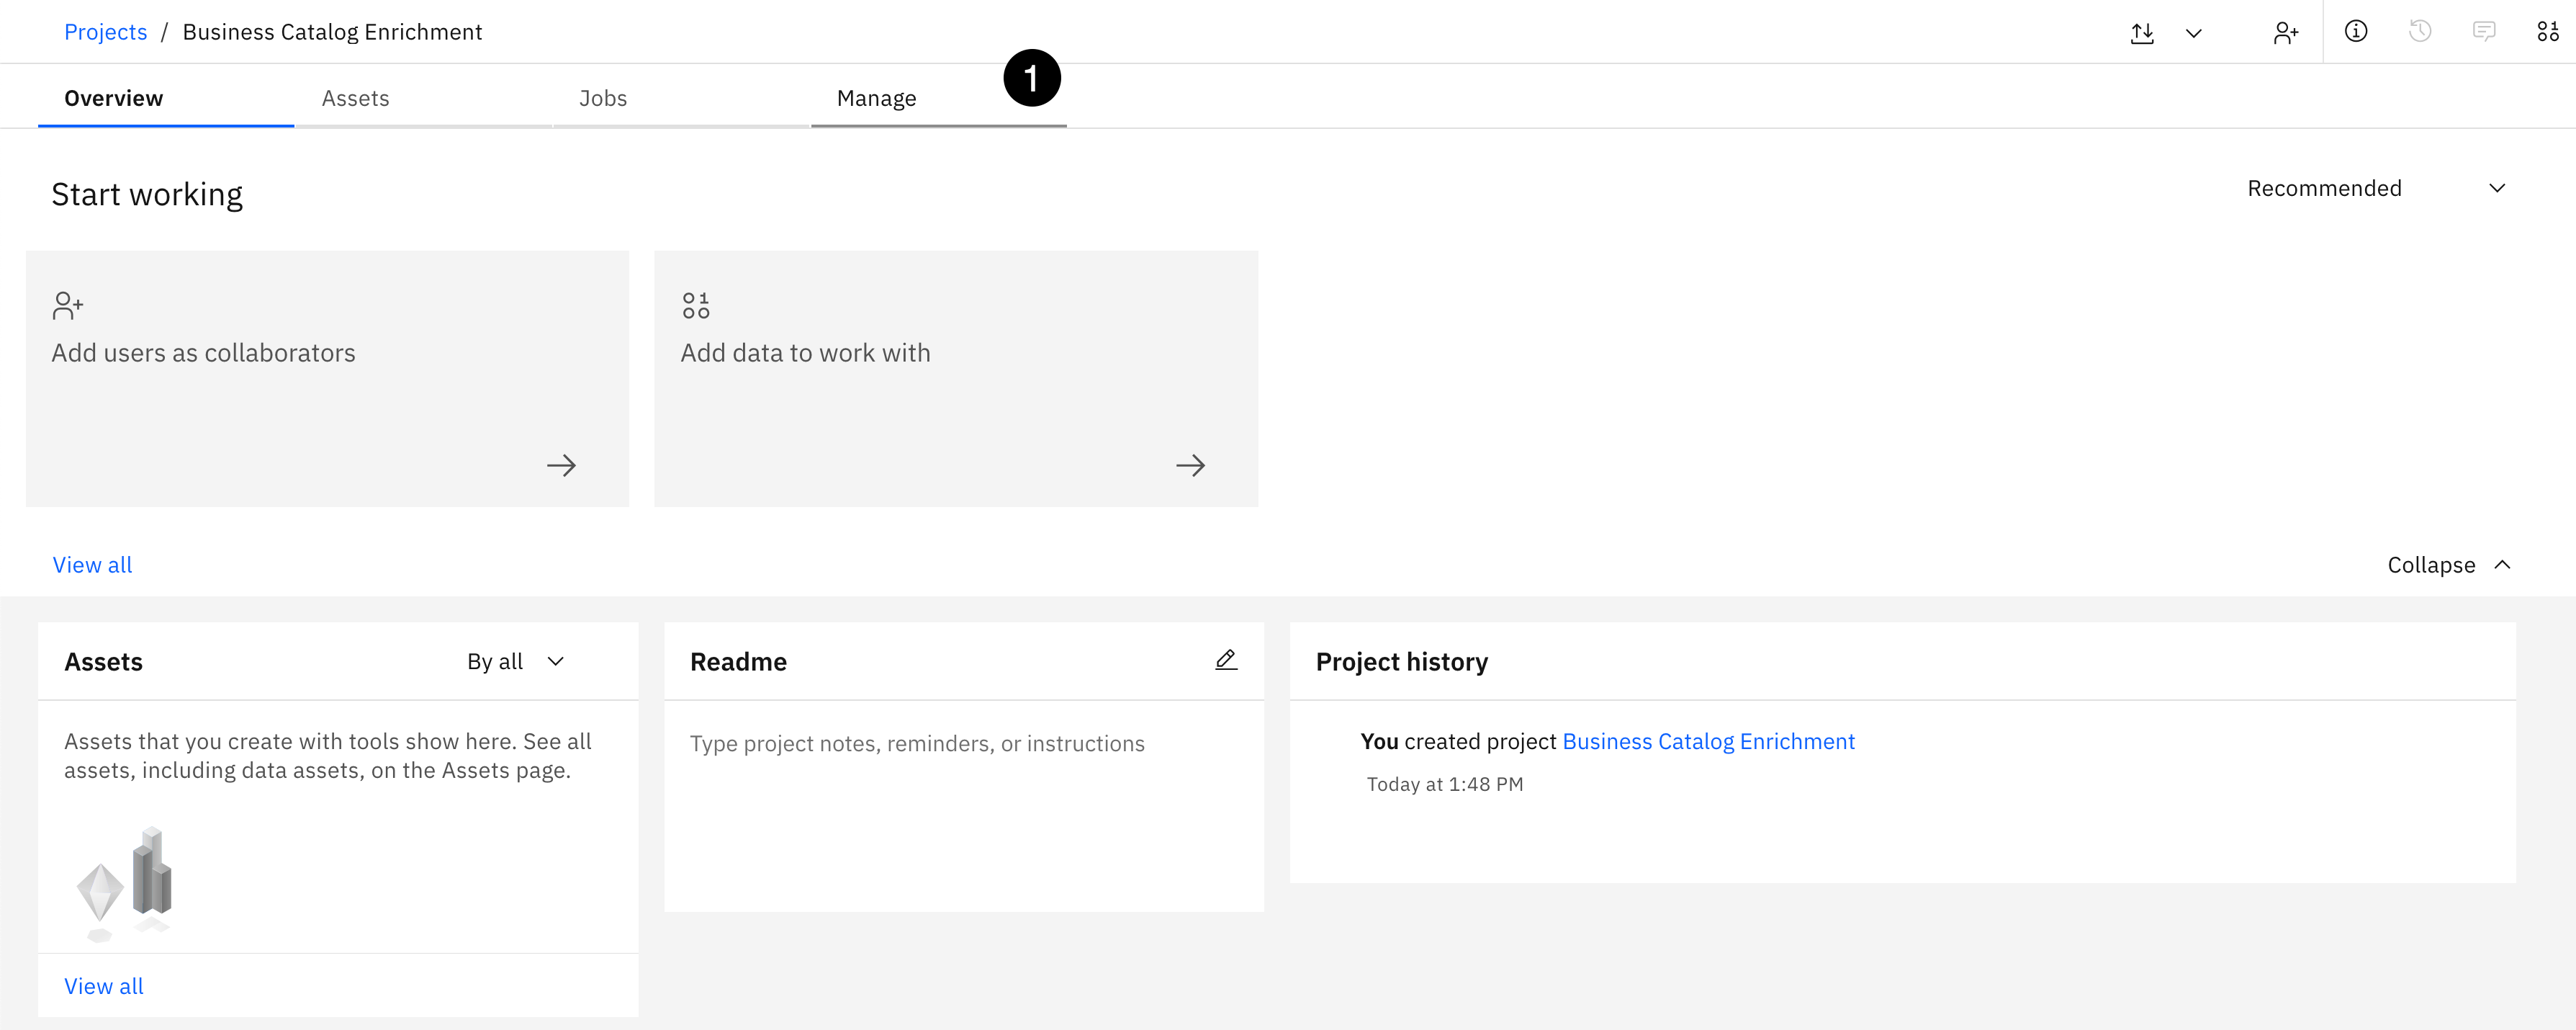 Projects / Business Catalog Enrichment
Overview Assets Jobs Manage 1
Start working Recommended
Add users as collaborators
Add data to work with
View all Collapse
Assets By all
Assets that you create with tools show here. See all
assets, including data assets, on the Assets page.
View all
Readme
Type project notes, reminders, or instructions
Project history
You created project Business Catalog Enrichment
Today at 1:48 PM